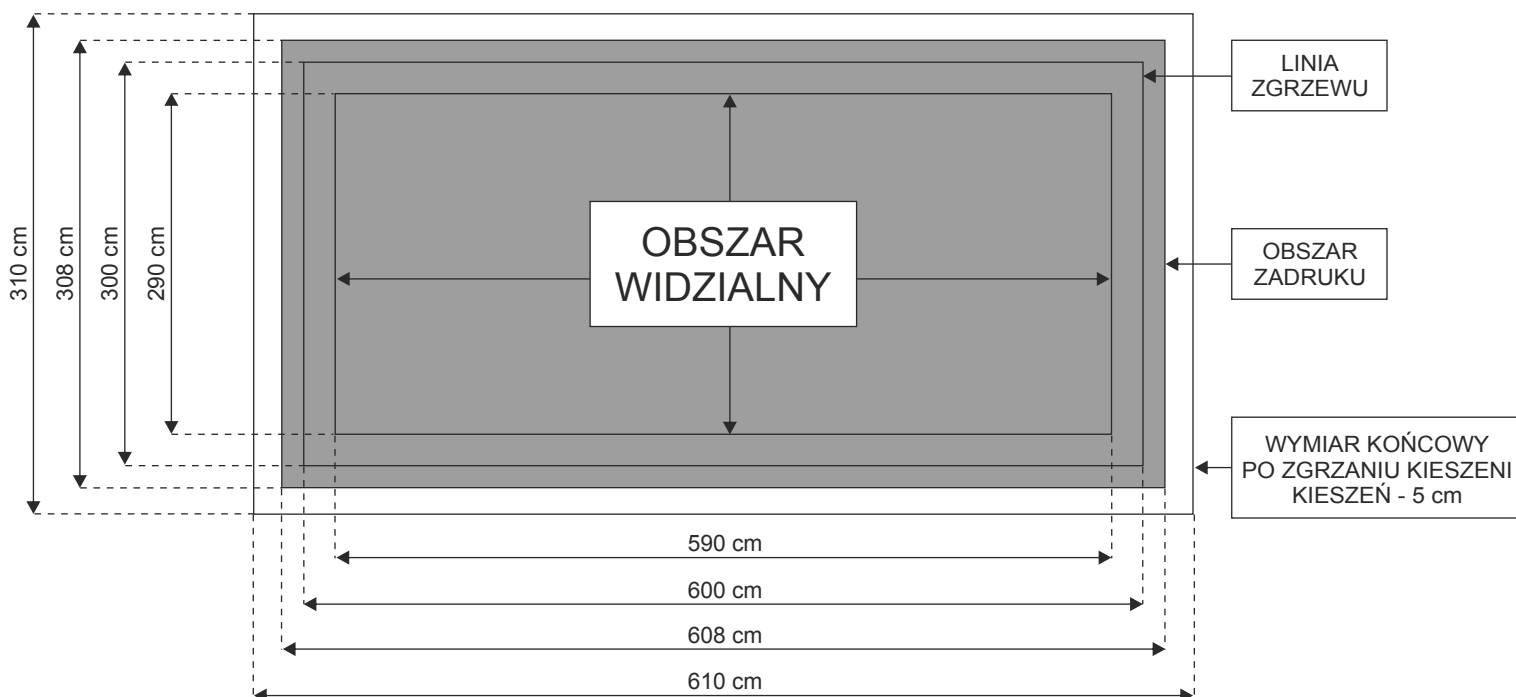 310 cm
308 cm
300 cm
290 cm
OBSZAR
WIDZIALNY
LINIA
ZGRZEWU
OBSZAR
ZADRUKU
WYMIAR KOŃCOWY
PO ZGRZANIU KIESZENI
KIESZEŃ - 5 cm
590 cm
600 cm
608 cm
610 cm